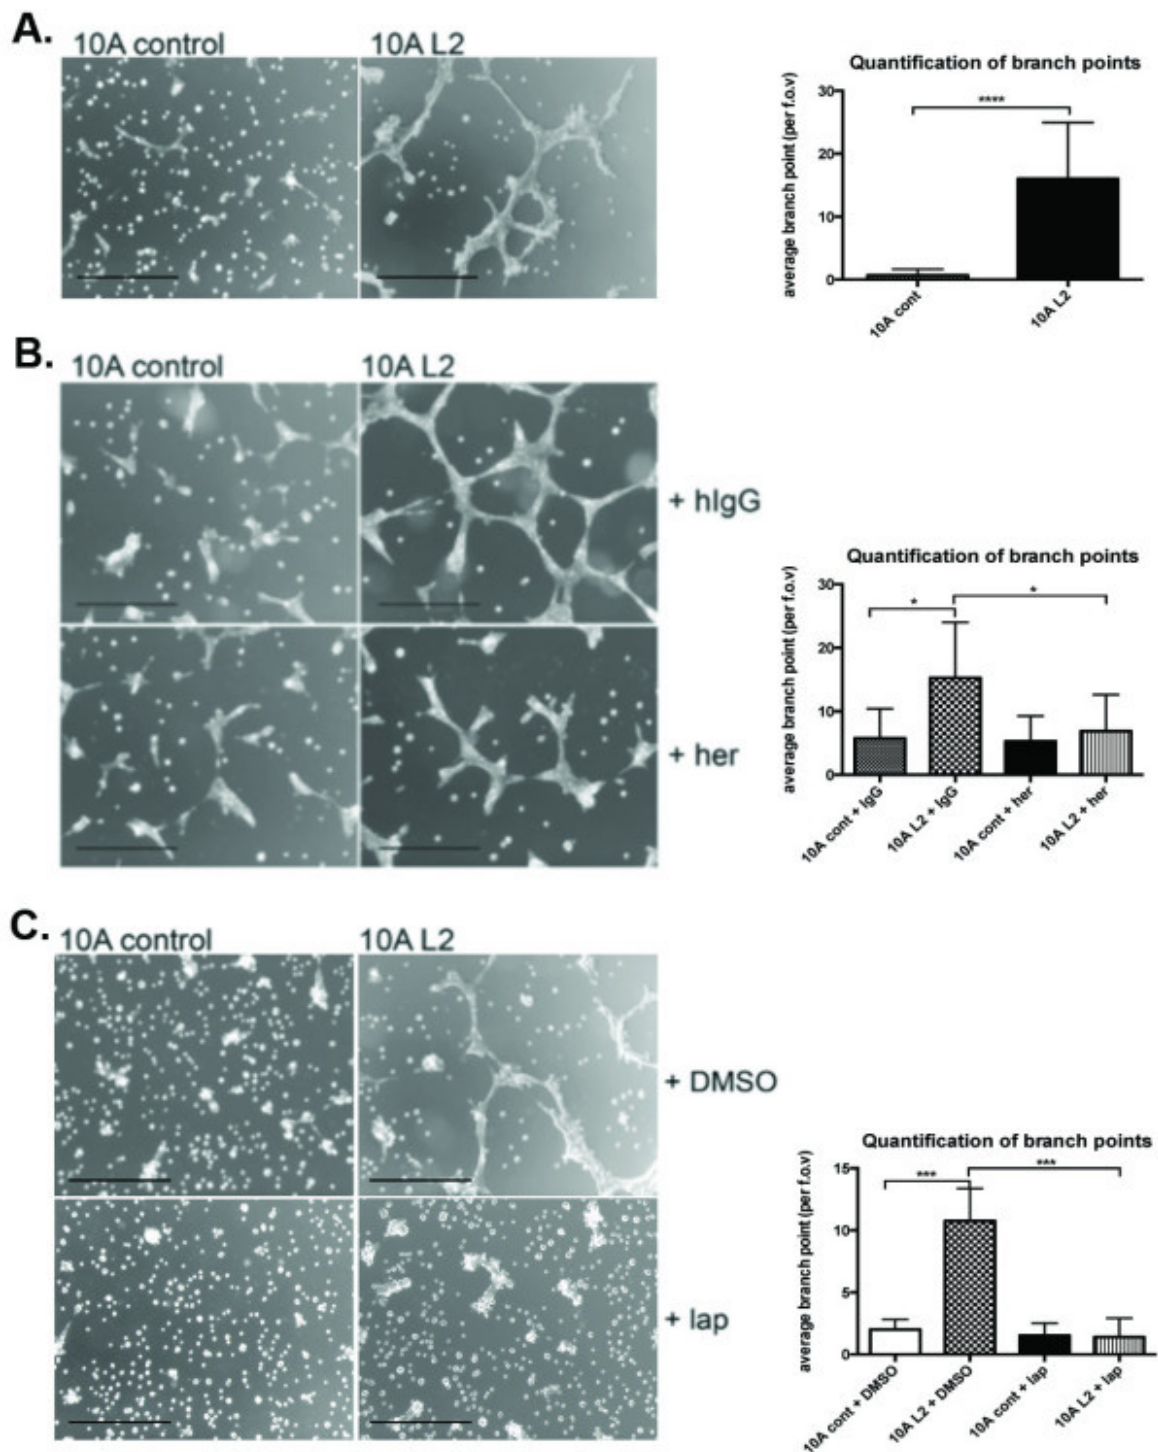 A.
10A control 10A L2
Quantification of branch points
average branch point (per f.o.v)
30
20
10
0
****
10A cont
10A L2
B.
10A control 10A L2
+ hIgG
+ her
Quantification of branch points
average branch point (per f.o.v)
30
20
10
0
*
*
10A cont + IgG
10A L2 + IgG
10A cont + her
10A L2 + her
C.
10A control 10A L2
+ DMSO
+ lap
Quantification of branch points
average branch point (per f.o.v)
15
10
5
0
***
***
10A cont + DMSO
10A L2 + DMSO
10A cont + lap
10A L2 + lap